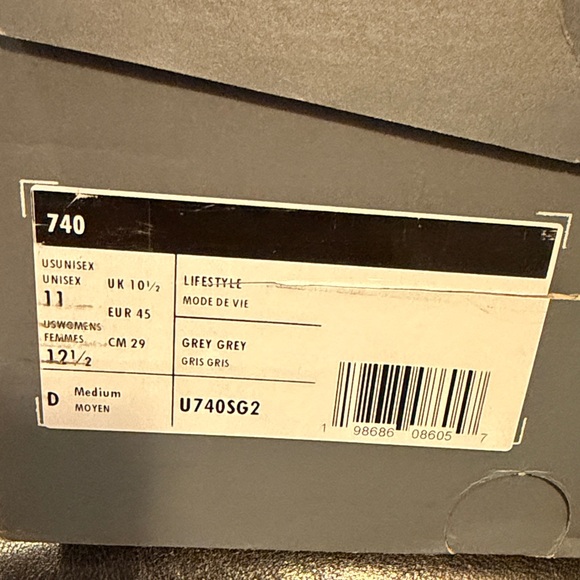 740
USUNISEX
UNISEX
11
UK 10½
EUR 45
USWOMENS
FEMMES
CM 29
12½
D
Medium
MOYEN
LIFESTYLE
MODE DE VIE
GREY GREY
GRIS GRIS
U740SG2
1 98686 08605 7